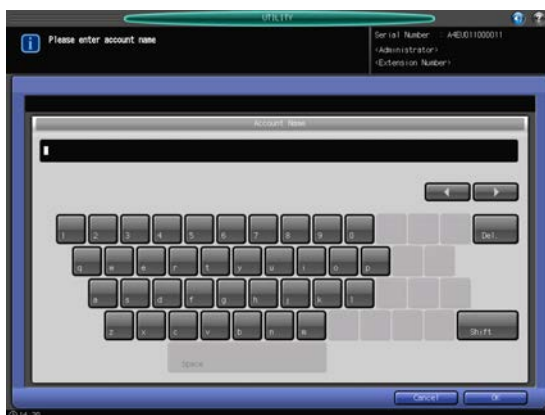 UTILITY
Please enter account name
Serial Number : A4EU011000011
<Administrator>
<Extension Number>
Account Name
1 2 3 4 5 6 7 8 9 0 Del.
q w e r t y u i o p
a s d f g h j k l
z x c v b n m Shift
Space
Cancel OK